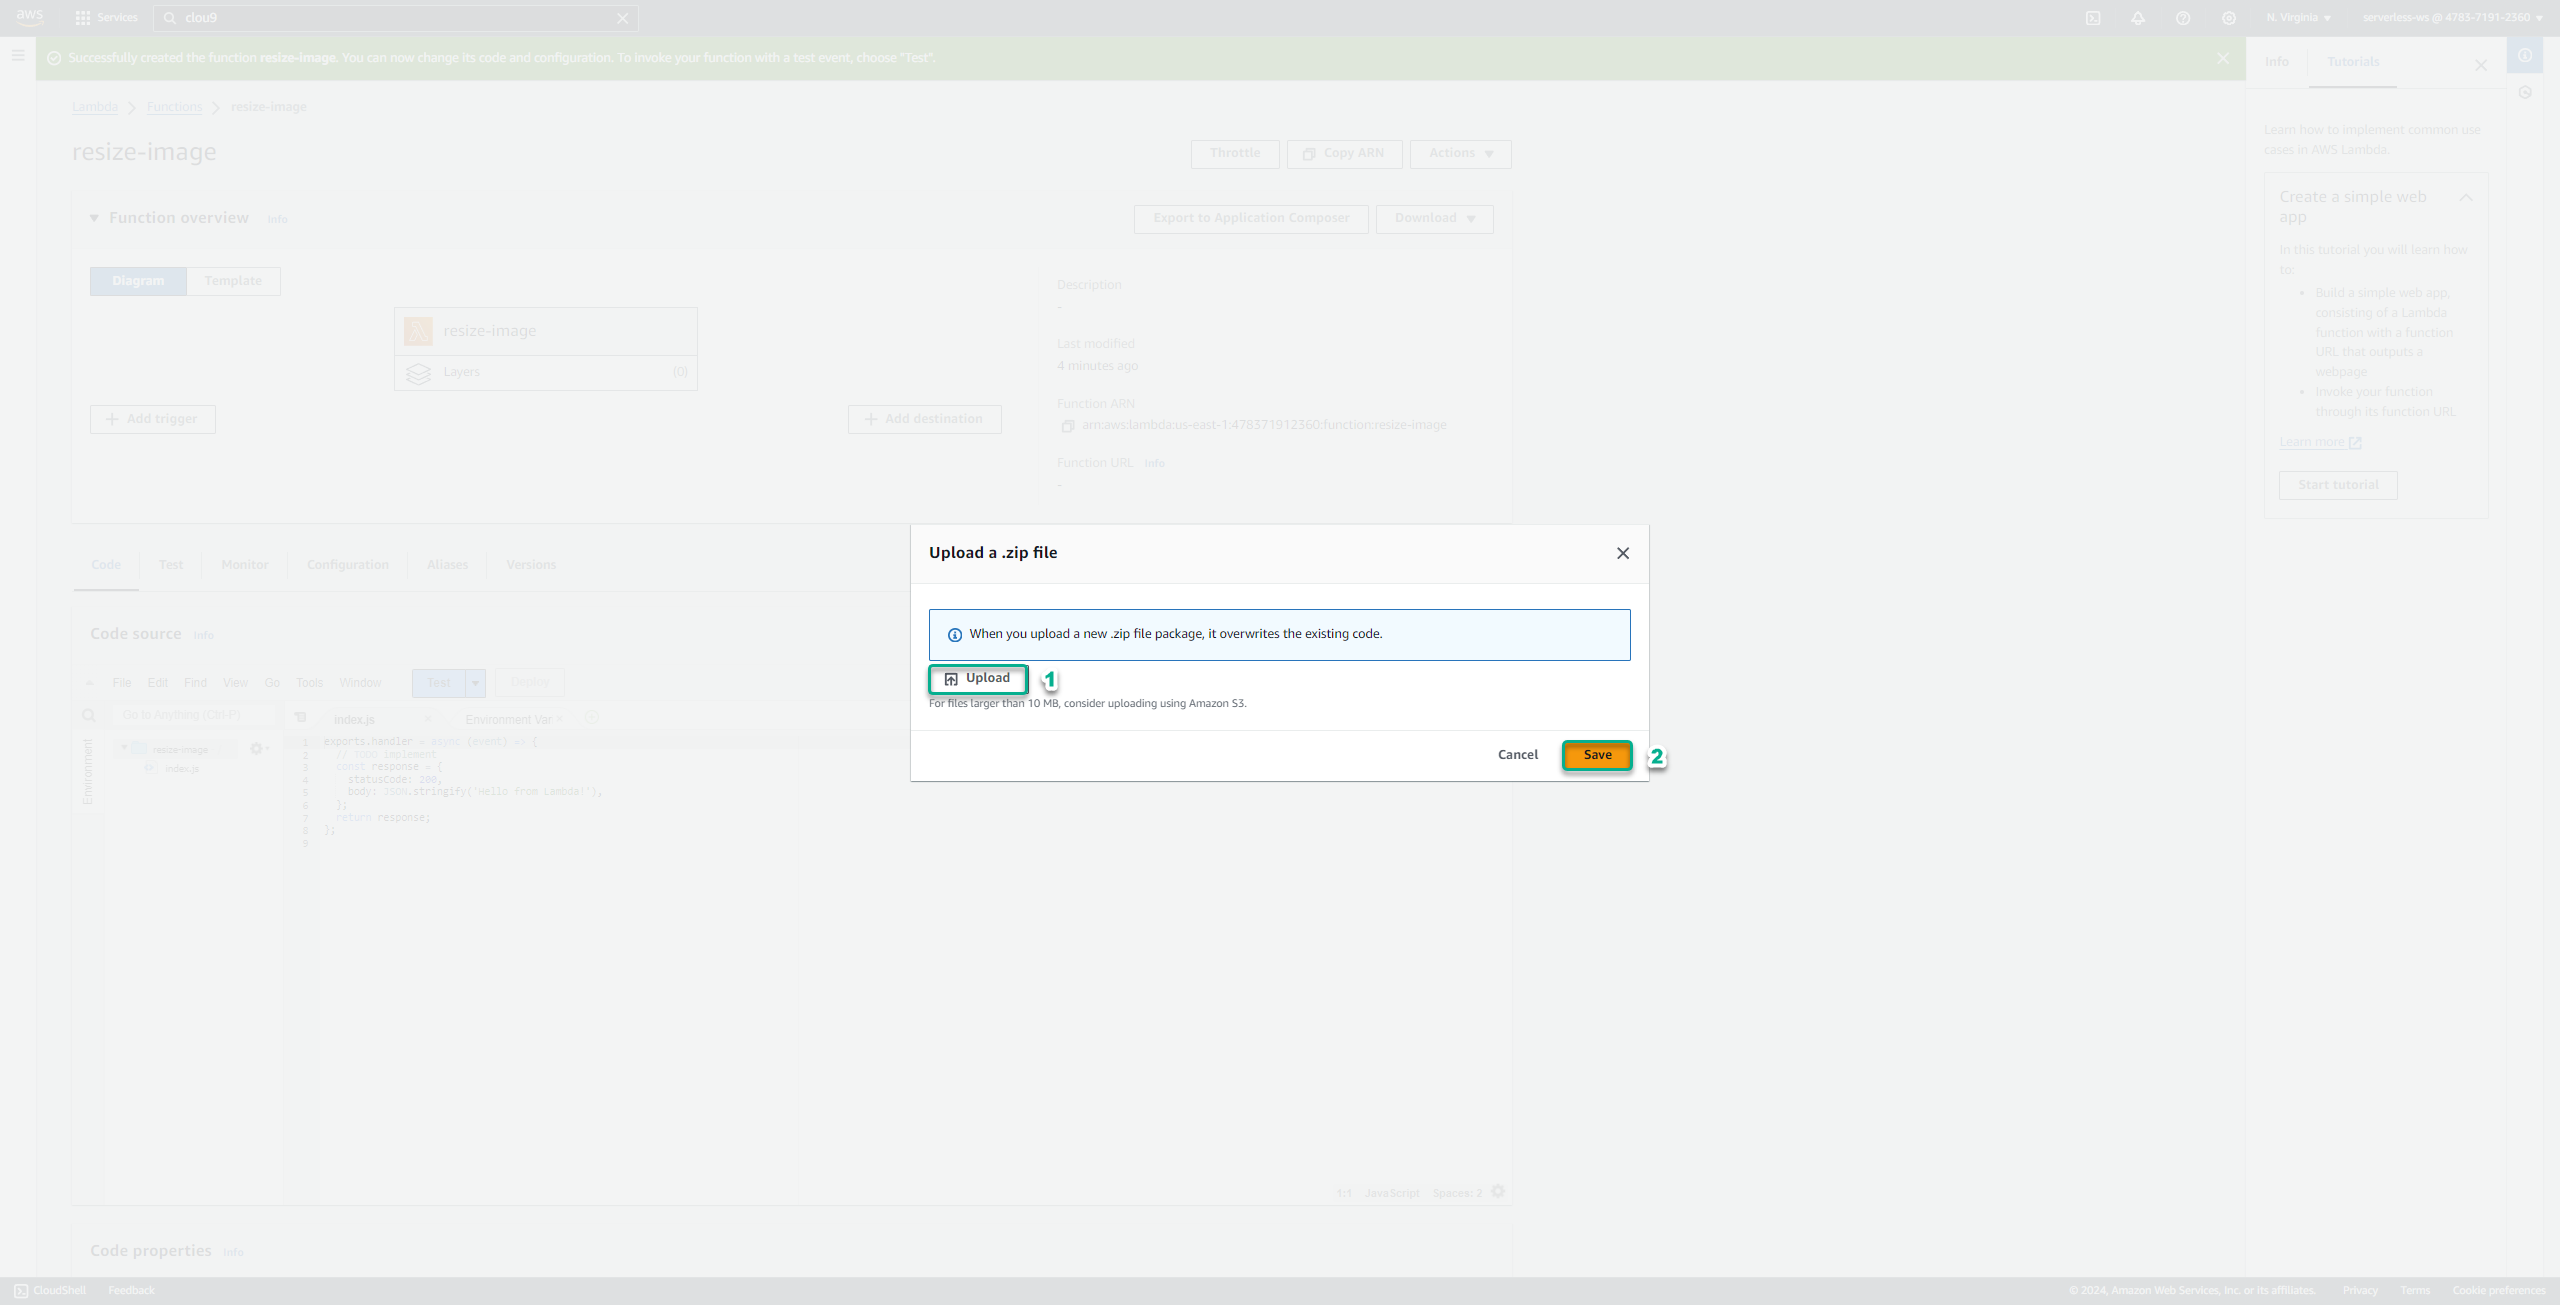 aws
Services
clou9
N. Virginia
serverless-ws @ 4783-7191-2360
Successfully created the function resize-image. You can now change its code and configuration. To invoke your function with a test event, choose "Test".
Lambda
Functions
resize-image
resize-image
Throttle
Copy ARN
Actions
Function overview
Info
Export to Application Composer
Download
Diagram
Template
resize-image
Layers
(0)
Add trigger
Add destination
Description
-
Last modified
4 minutes ago
Function ARN
arn:aws:lambda:us-east-1:478371912360:function:resize-image
Function URL
Info
-
Code
Test
Monitor
Configuration
Aliases
Versions
Code source
Info
File
Edit
Find
View
Go
Tools
Window
Test
Deploy
Go to Anything (Ctrl-P)
index.js
Environment Var
Environment
resize-image
index.js
1 exports.handler = async (event) => {
2 // TODO implement
3 const response = {
4 statusCode: 200,
5 body: JSON.stringify('Hello from Lambda!'),
6 };
7 return response;
8 };
9
1:1
JavaScript
Spaces: 2
Code properties
Info
Upload a .zip file
When you upload a new .zip file package, it overwrites the existing code.
Upload
1
For files larger than 10 MB, consider uploading using Amazon S3.
Cancel
Save
2
Info
Tutorials
Learn how to implement common use
cases in AWS Lambda.
Create a simple web
app
In this tutorial you will learn how
to:
• Build a simple web app,
consisting of a Lambda
function with a function
URL that outputs a
webpage
• Invoke your function
through its function URL
Learn more
Start tutorial
CloudShell
Feedback
© 2024, Amazon Web Services, Inc. or its affiliates.
Privacy
Terms
Cookie preferences